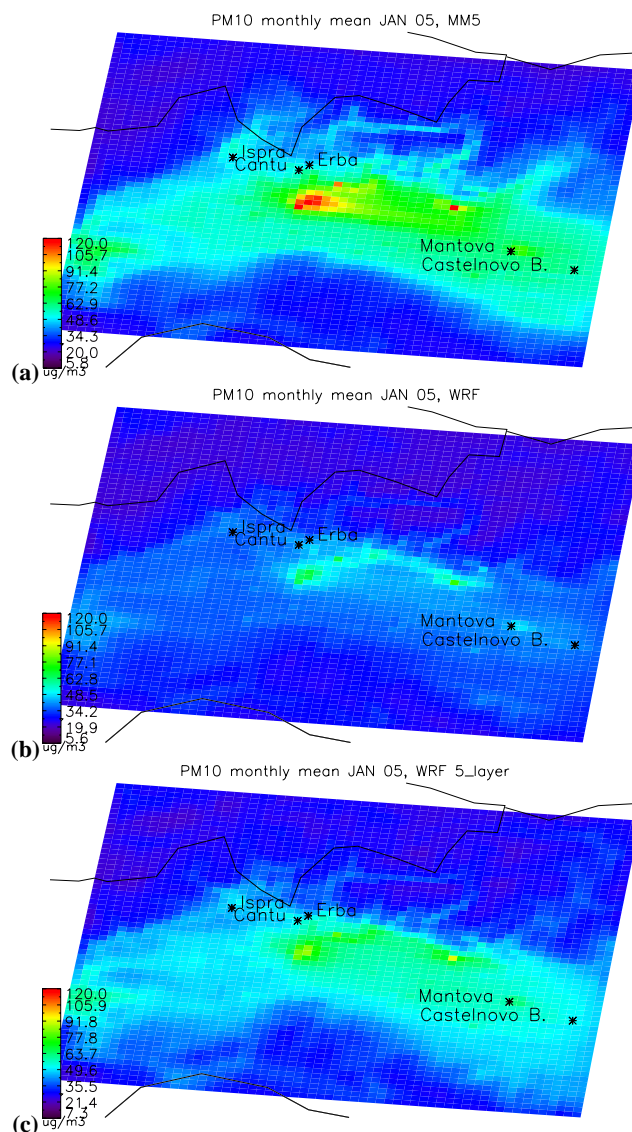 PM10 monthly mean JAN 05, MM5
Ispra
Cantu
Erba
Mantova
Castelnovo B.
120.0
105.7
91.4
77.2
62.9
48.6
34.3
20.0
5.8
ug/m3
(a)
PM10 monthly mean JAN 05, WRF
Ispra
Cantu
Erba
Mantova
Castelnovo B.
120.0
105.7
91.4
77.1
62.8
48.5
34.2
19.9
5.6
ug/m3
(b)
PM10 monthly mean JAN 05, WRF 5_layer
Ispra
Cantu
Erba
Mantova
Castelnovo B.
120.0
105.9
91.8
77.8
63.7
49.6
35.5
21.4
7.3
ug/m3
(c)